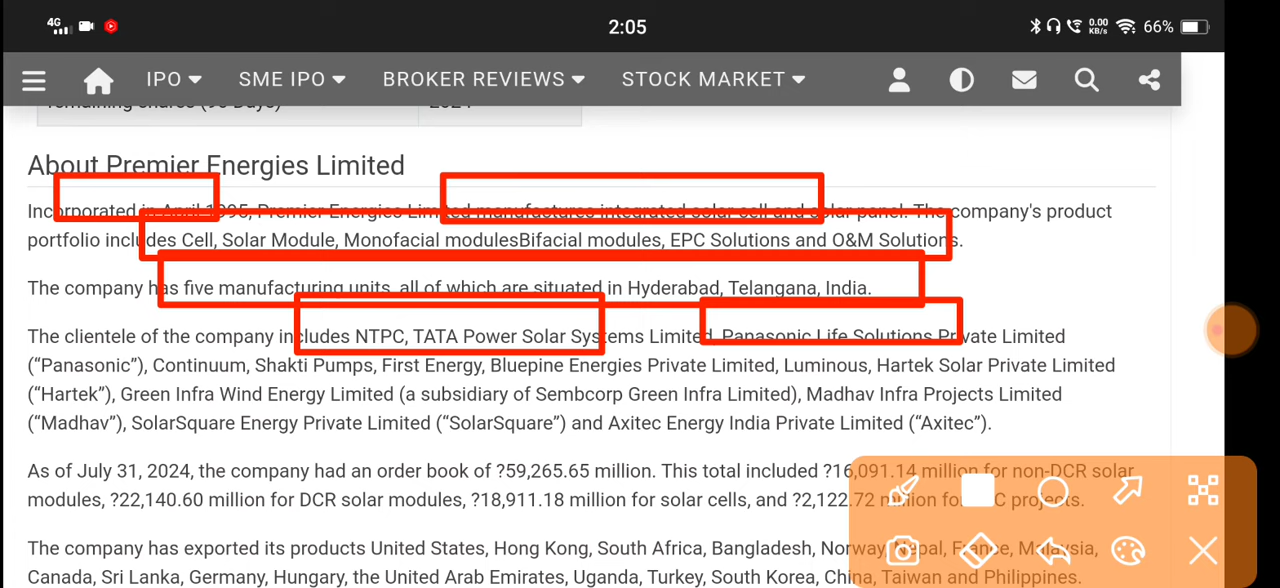 4G 2:05 0.00 KB/s 66%
IPO SME IPO BROKER REVIEWS STOCK MARKET
About Premier Energies Limited
Incorporated in April 1995, Premier Energies Limited manufactures integrated solar cell and solar panel. The company's product
portfolio includes Cell, Solar Module, Monofacial modulesBifacial modules, EPC Solutions and O&M Solutions.
The company has five manufacturing units, all of which are situated in Hyderabad, Telangana, India.
The clientele of the company includes NTPC, TATA Power Solar Systems Limited, Panasonic Life Solutions Private Limited
(“Panasonic”), Continuum, Shakti Pumps, First Energy, Bluepine Energies Private Limited, Luminous, Hartek Solar Private Limited
(“Hartek”), Green Infra Wind Energy Limited (a subsidiary of Sembcorp Green Infra Limited), Madhav Infra Projects Limited
(“Madhav”), SolarSquare Energy Private Limited (“SolarSquare”) and Axitec Energy India Private Limited (“Axitec”).
As of July 31, 2024, the company had an order book of ?59,265.65 million. This total included ?16,091.14 million for non-DCR solar
modules, ?22,140.60 million for DCR solar modules, ?18,911.18 million for solar cells, and ?2,122.72 million for projects.
The company has exported its products United States, Hong Kong, South Africa, Bangladesh, Norway, Nepal, France, Malaysia,
Canada, Sri Lanka, Germany, Hungary, the United Arab Emirates, Uganda, Turkey, South Korea, China, Taiwan and Philippines.